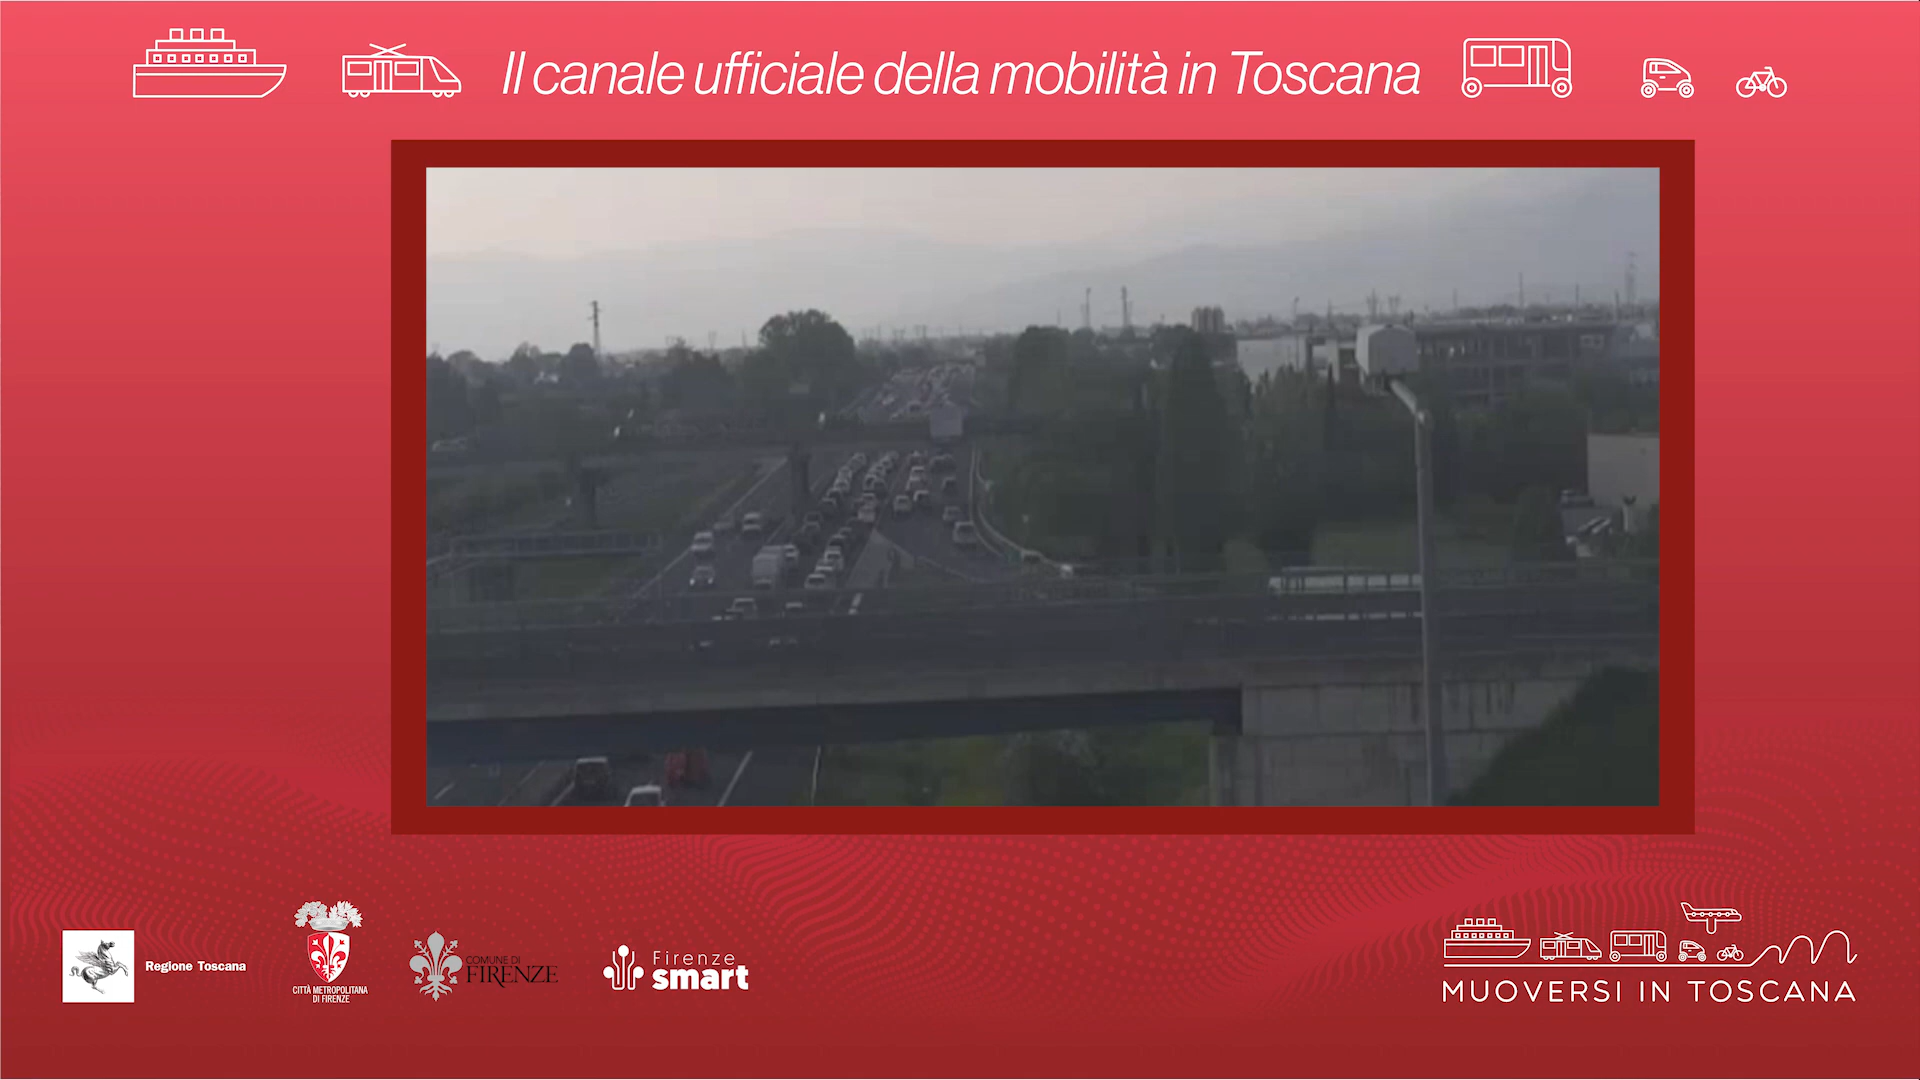 Il canale ufficiale della mobilità in Toscana
Regione Toscana
CITTÀ METROPOLITANA
DI FIRENZE
COMUNE DI
FIRENZE
Firenze
smart
MUOVERSI IN TOSCANA